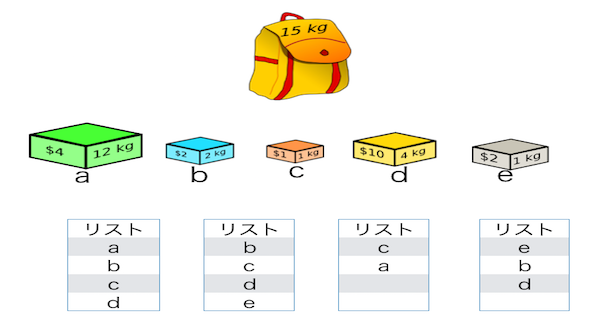 15 kg
$4 12 kg
$2 2 kg
$1 1 kg
$10 4 kg
$2 1 kg
a b c d e
リスト リスト リスト リスト
a b c e
b c a b
c d d
d e